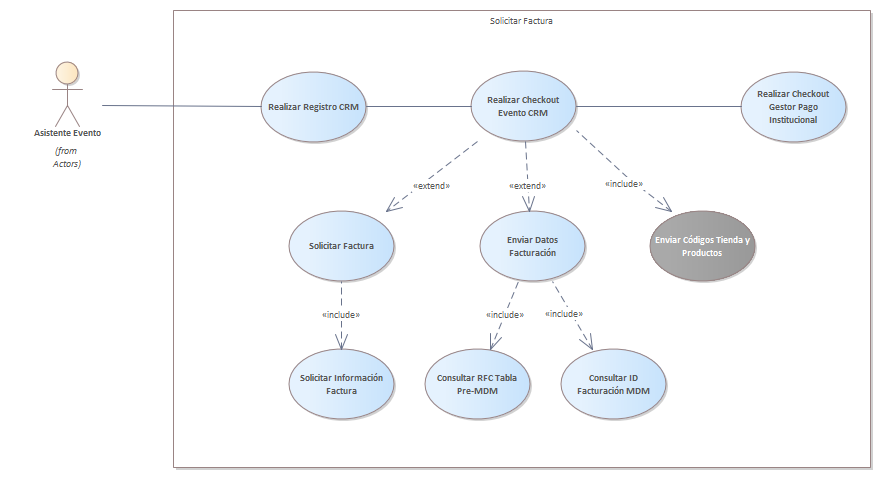 Solicitar Factura
Asistente Evento
(from
Actors)
Realizar Registro CRM
Realizar Checkout
Evento CRM
Realizar Checkout
Gestor Pago
Institucional
«extend»
«extend»
«include»
Solicitar Factura
Enviar Datos
Facturación
Enviar Códigos Tienda y
Productos
«include»
«include»
«include»
Solicitar Información
Factura
Consultar RFC Tabla
Pre-MDM
Consultar ID
Facturación MDM